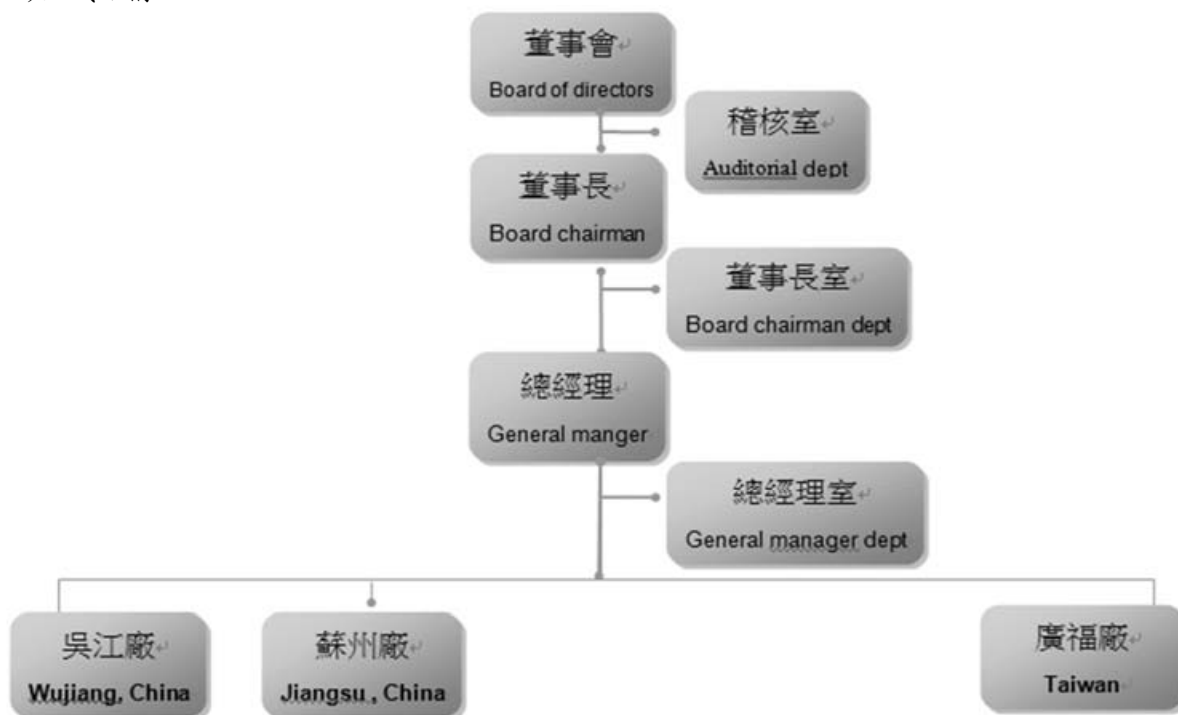 董事會
Board of directors
稽核室
Auditorial dept
董事長
Board chairman
董事長室
Board chairman dept
總經理
General manger
總經理室
General manager dept
吳江廠
Wujiang, China
蘇州廠
Jiangsu , China
廣福廠
Taiwan